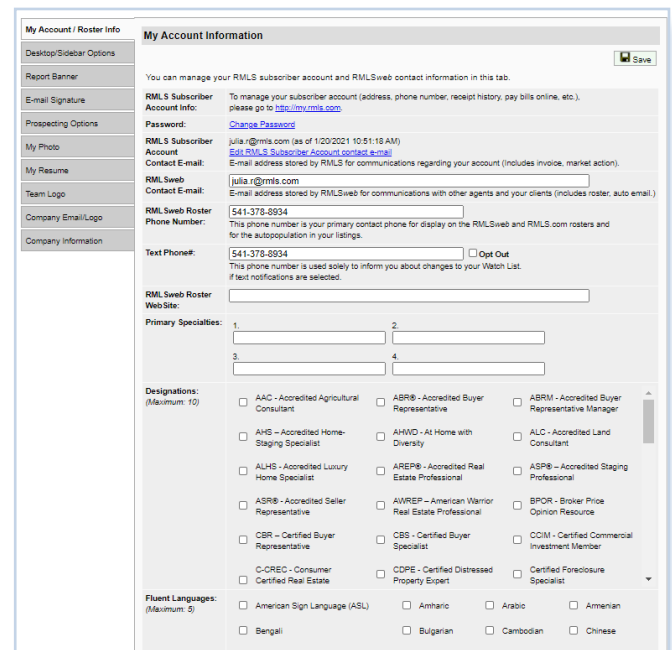 My Account / Roster Info
Desktop/Sidebar Options
Report Banner
E-mail Signature
Prospecting Options
My Photo
My Resume
Team Logo
Company Email/Logo
Company Information
My Account Information
Save
You can manage your RMLS subscriber account and RMLSweb contact information in this tab.
RMLS Subscriber Account Info:
To manage your subscriber account (address, phone number, receipt history, pay bills online, etc.),
please go to http://my.rmls.com.
Password:
Change Password
RMLS Subscriber
Account
Contact E-mail:
julia.r@rmls.com (as of 1/20/2021 10:51:18 AM)
Edit RMLS Subscriber Account contact e-mail
E-mail address stored by RMLS for communications regarding your account (Includes invoice, market action).
RMLSweb
Contact E-mail:
julia.r@rmls.com
E-mail address stored by RMLSweb for communications with other agents and your clients (includes roster, auto email.)
RMLSweb Roster
Phone Number:
541-378-8934
This phone number is your primary contact phone for display on the RMLSweb and RMLS.com rosters and
for the autopopulation in your listings.
Text Phone#:
541-378-8934
Opt Out
This phone number is used solely to inform you about changes to your Watch List.
if text notifications are selected.
RMLSweb Roster
WebSite:
Primary Specialties:
1.
2.
3.
4.
Designations:
(Maximum: 10)
AAC - Accredited Agricultural
Consultant
ABR® - Accredited Buyer
Representative
ABRM - Accredited Buyer
Representative Manager
AHS – Accredited Home-
Staging Specialist
AHWD - At Home with
Diversity
ALC - Accredited Land
Consultant
ALHS - Accredited Luxury
Home Specialist
AREP® - Accredited Real
Estate Professional
ASP® – Accredited Staging
Professional
ASR® - Accredited Seller
Representative
AWREP – American Warrior
Real Estate Professional
BPOR - Broker Price
Opinion Resource
CBR – Certified Buyer
Representative
CBS - Certified Buyer
Specialist
CCIM - Certified Commercial
Investment Member
C-CREC - Consumer
Certified Real Estate
CDPE - Certified Distressed
Property Expert
Certified Foreclosure
Specialist
Fluent Languages:
(Maximum: 5)
American Sign Language (ASL)
Amharic
Arabic
Armenian
Bengali
Bulgarian
Cambodian
Chinese